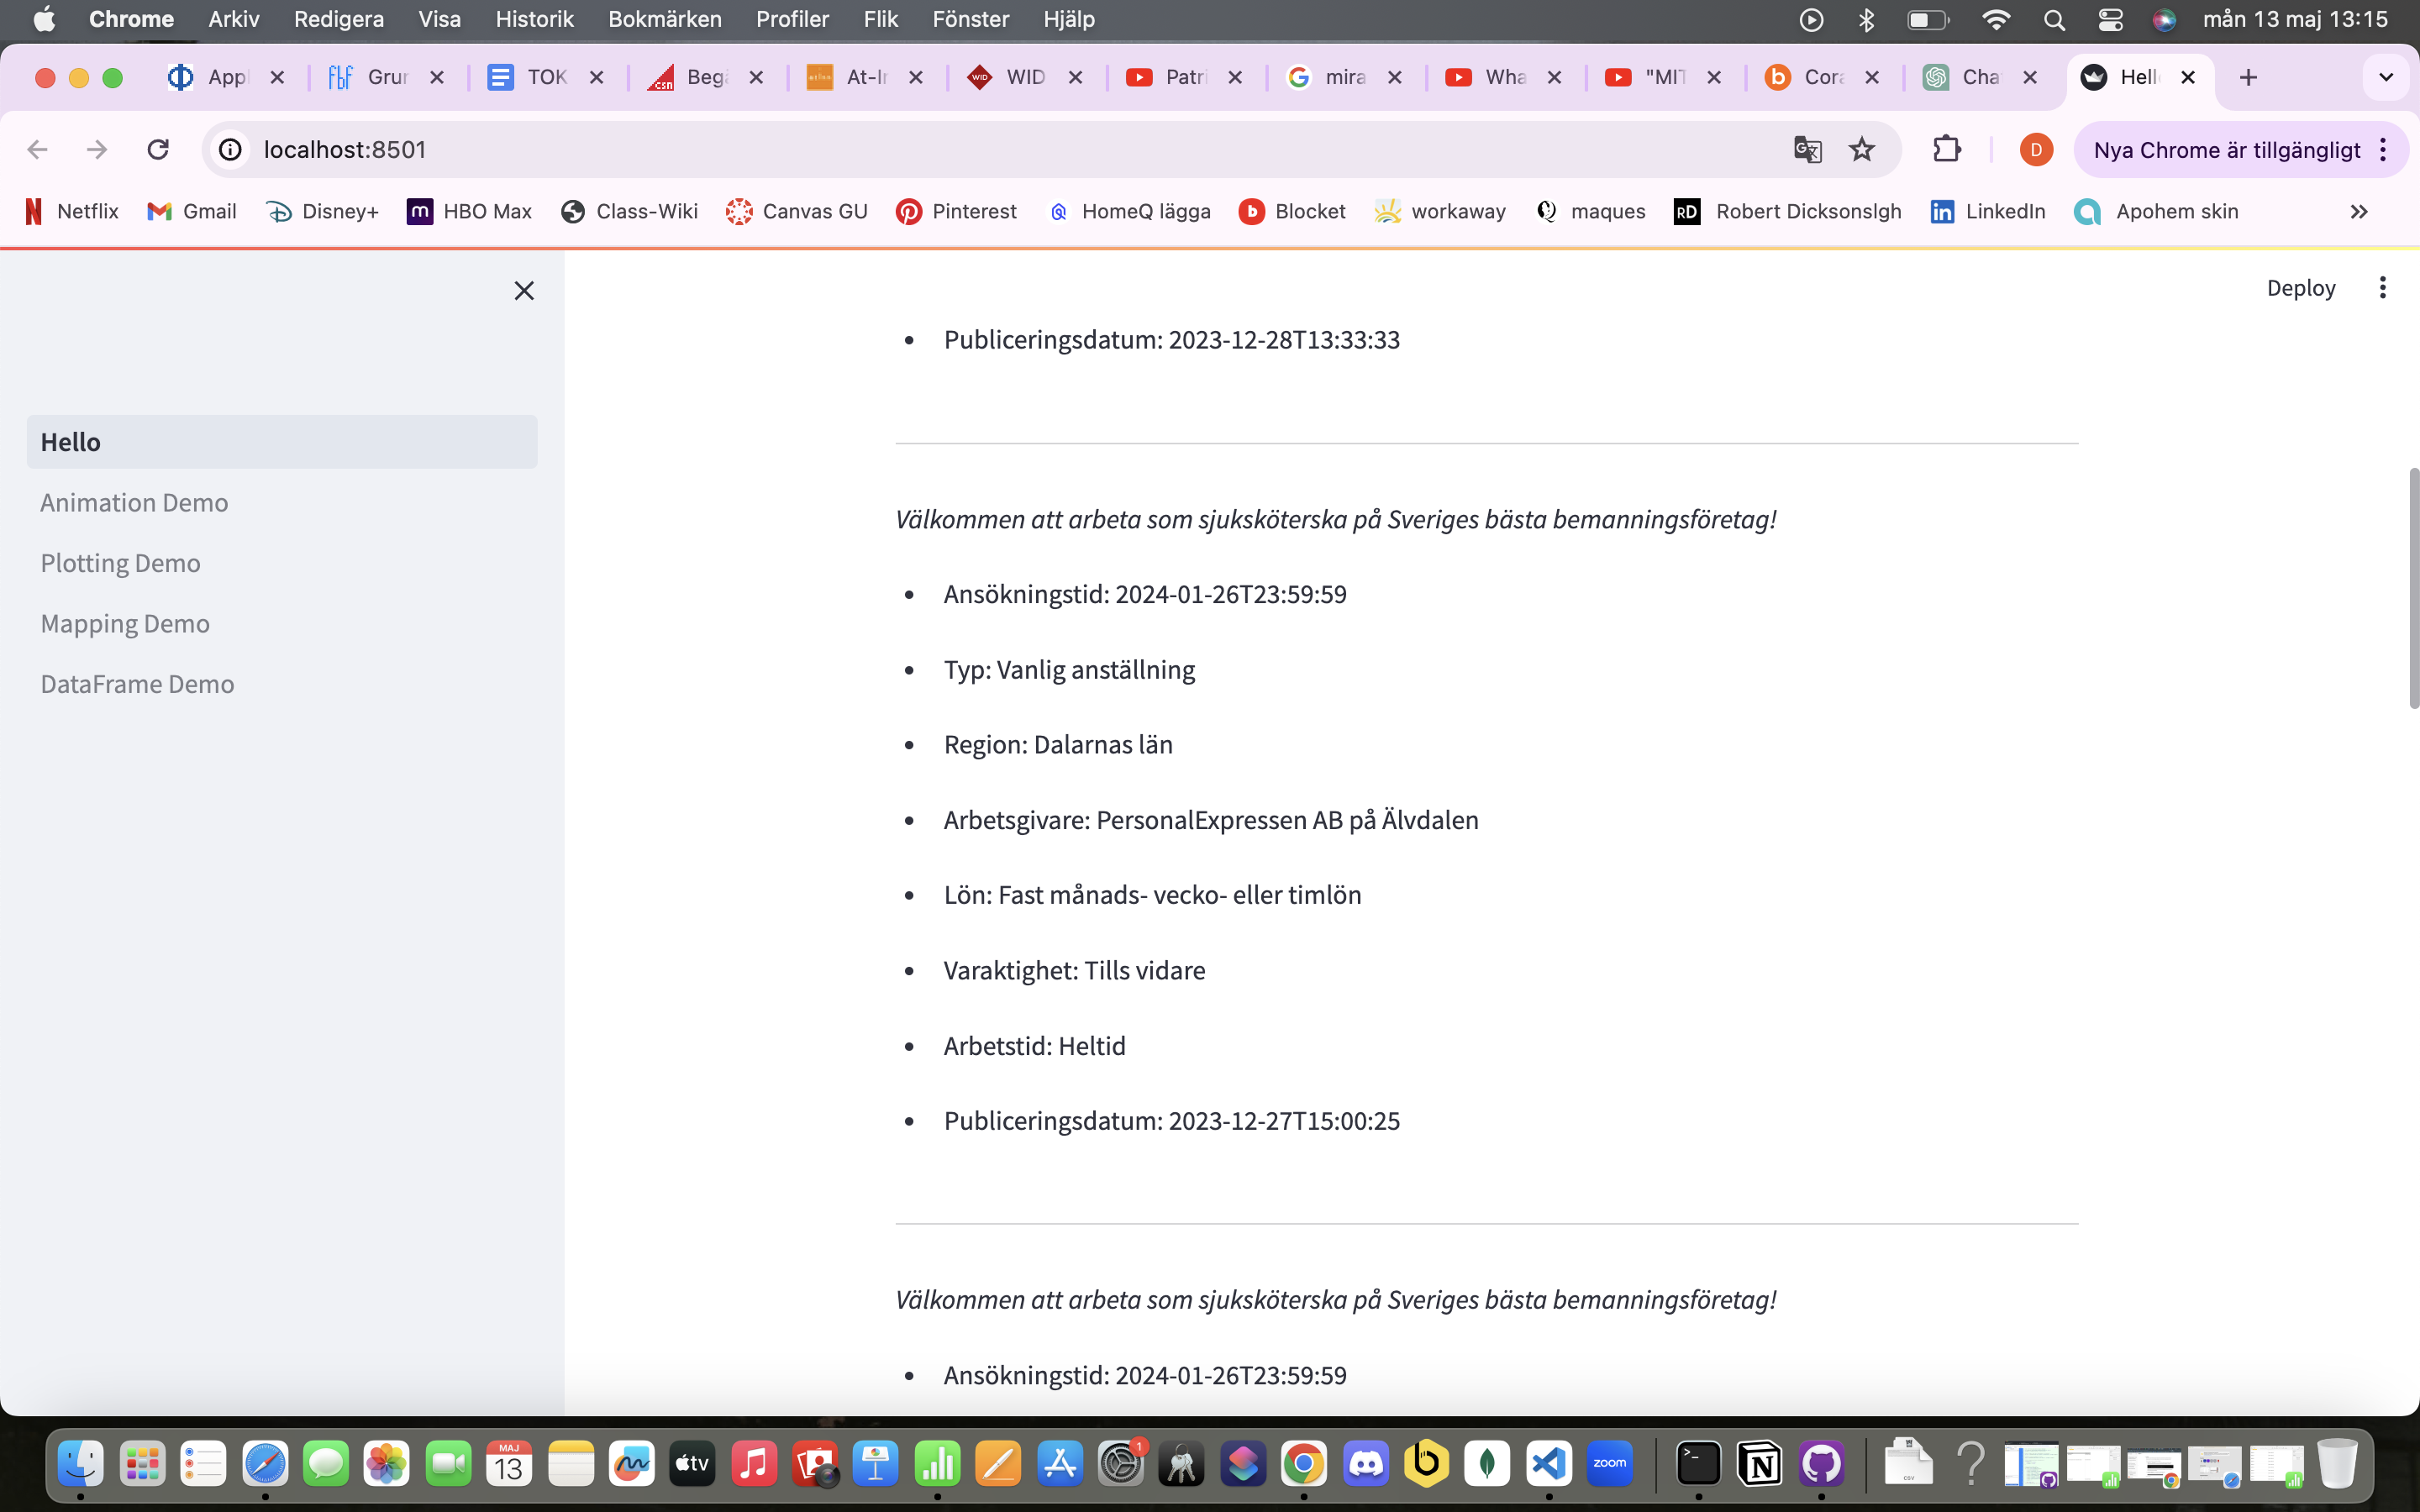 Chrome Arkiv Redigera Visa Historik Bokmärken Profiler Flik Fönster Hjälp mån 13 maj 13:15
Appl Grur TOK Begä At-Ir WID Patri mira Wha "MIT Cora Cha Hell
localhost:8501 D Nya Chrome är tillgängligt
Netflix Gmail Disney+ HBO Max Class-Wiki Canvas GU Pinterest HomeQ lägga Blocket workaway maques RD Robert Dicksonslgh LinkedIn Apohem skin
Deploy
Hello
Animation Demo
Plotting Demo
Mapping Demo
DataFrame Demo
Publiceringsdatum: 2023-12-28T13:33:33
Välkommen att arbeta som sjuksköterska på Sveriges bästa bemanningsföretag!
Ansökningstid: 2024-01-26T23:59:59
Typ: Vanlig anställning
Region: Dalarnas län
Arbetsgivare: PersonalExpressen AB på Älvdalen
Lön: Fast månads- vecko- eller timlön
Varaktighet: Tills vidare
Arbetstid: Heltid
Publiceringsdatum: 2023-12-27T15:00:25
Välkommen att arbeta som sjuksköterska på Sveriges bästa bemanningsföretag!
Ansökningstid: 2024-01-26T23:59:59
MAJ
13
tv
1
zoom
CSV